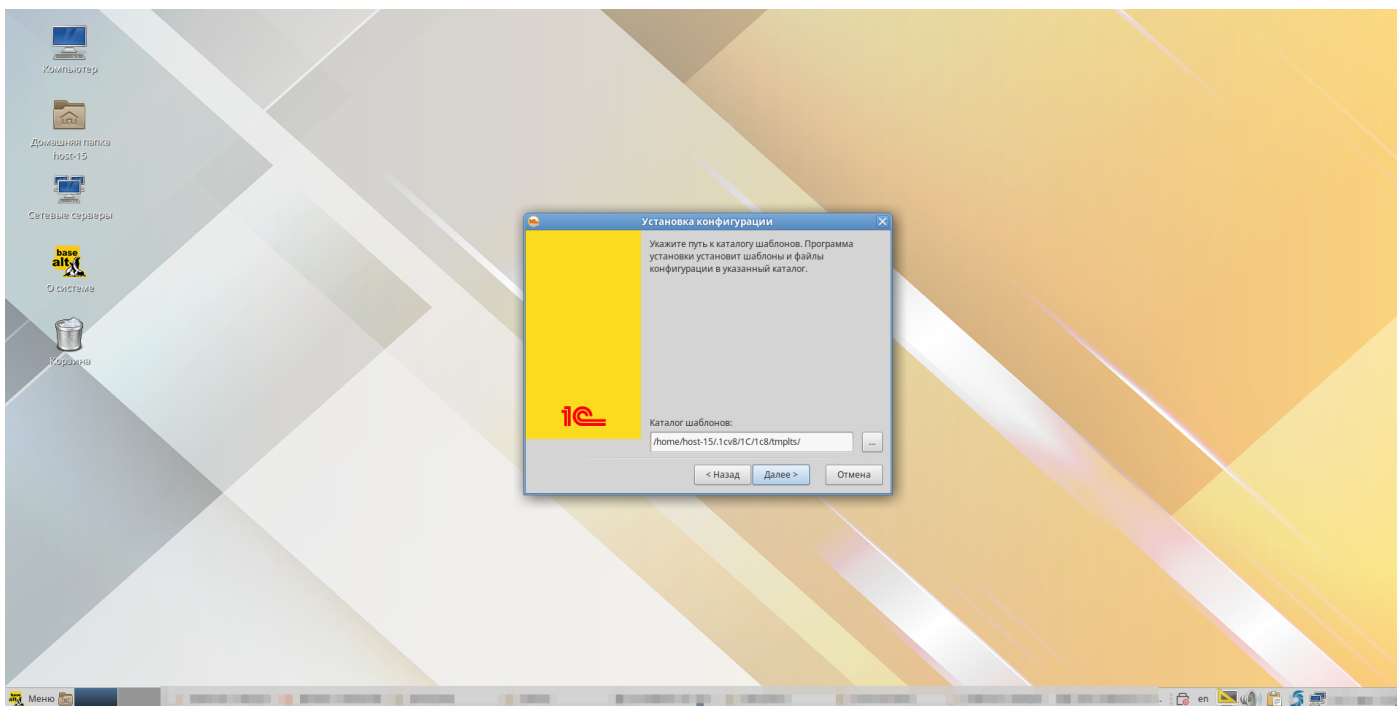 Компьютер
Домашняя папка
host-15
Сетевые серверы
base
alt
О системе
Корзина
Установка конфигурации
Укажите путь к каталогу шаблонов. Программа
установки установит шаблоны и файлы
конфигурации в указанный каталог.
1С
Каталог шаблонов:
/home/host-15/.1cv8/1C/1c8/tmplts/
...
< Назад
Далее >
Отмена
Меню
en